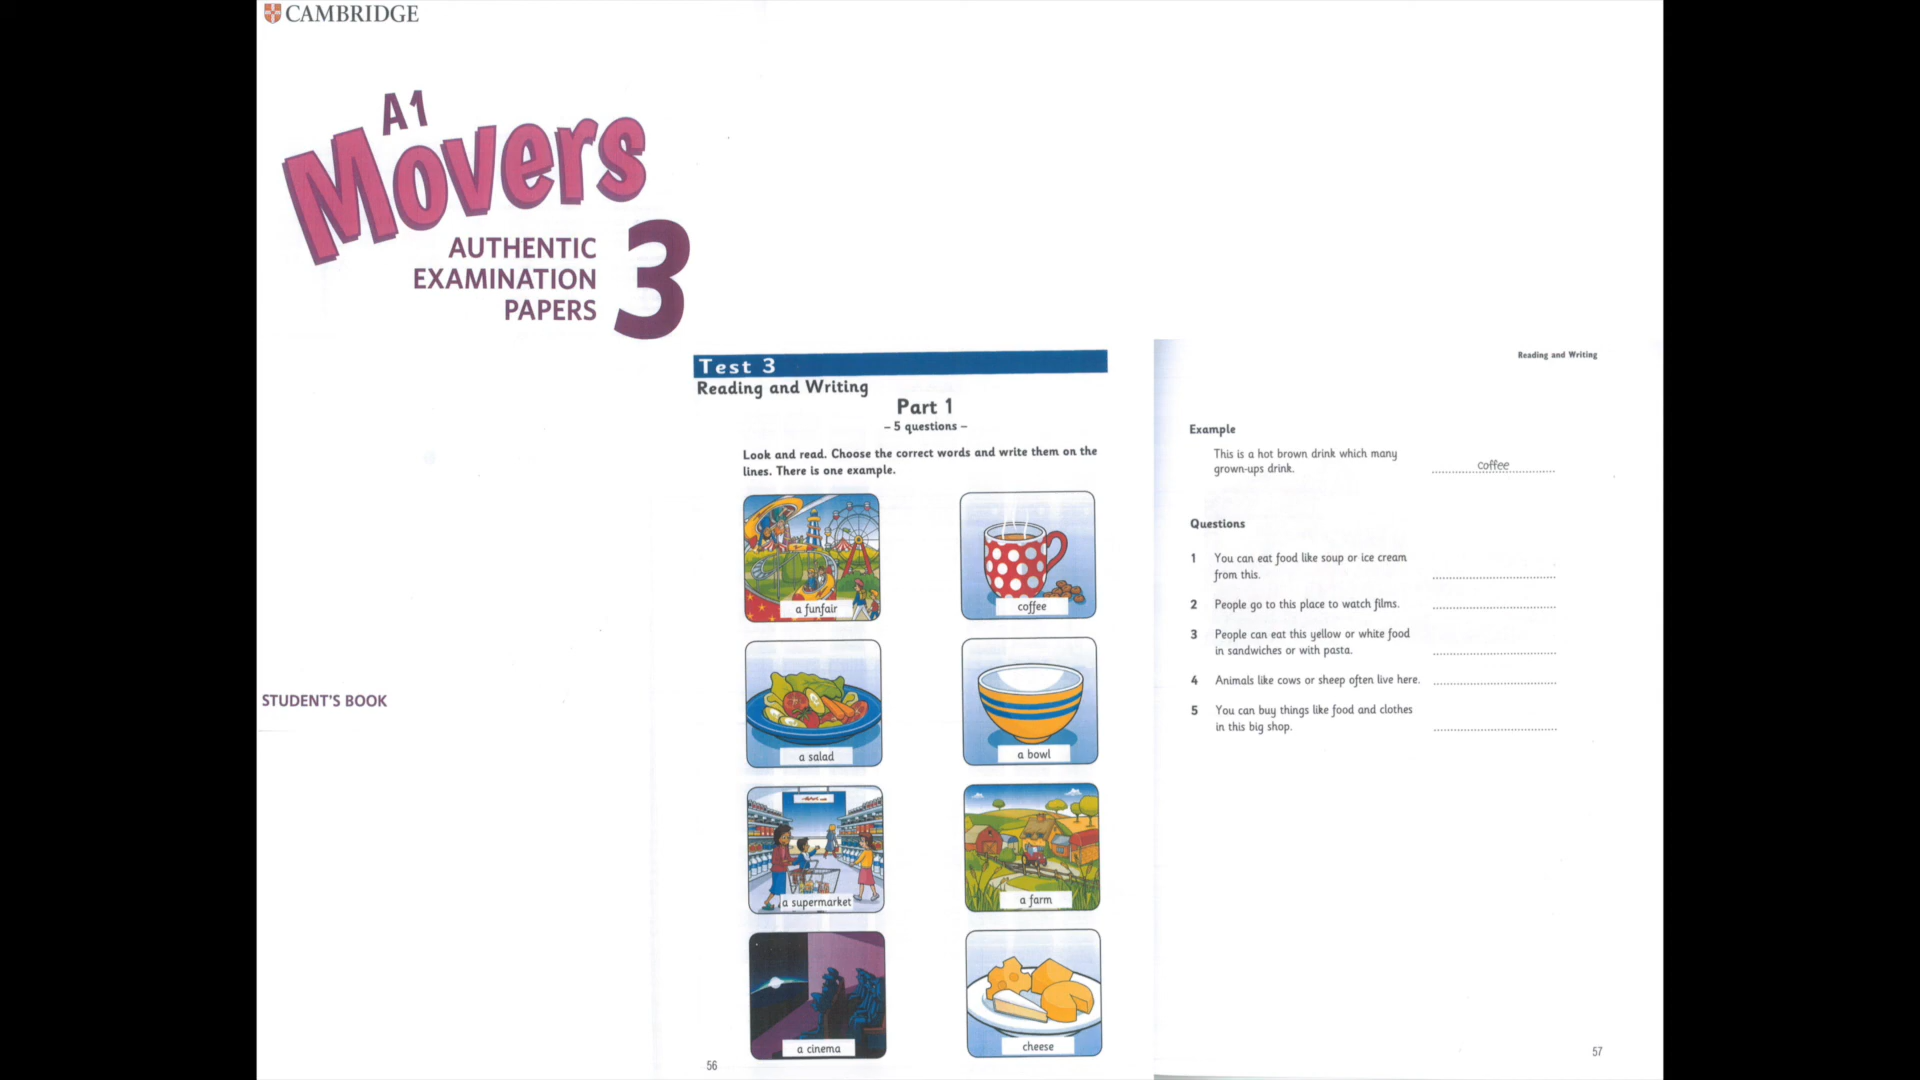 CAMBRIDGE
A1
Movers
AUTHENTIC
EXAMINATION
PAPERS
3
STUDENT'S BOOK
Test 3
Reading and Writing
Part 1
– 5 questions –
Look and read. Choose the correct words and write them on the
lines. There is one example.
a funfair
coffee
a salad
a bowl
a supermarket
a farm
a cinema
cheese
56
Reading and Writing
Example
This is a hot brown drink which many
grown-ups drink.
coffee
Questions
1 You can eat food like soup or ice cream
from this.
2 People go to this place to watch films.
3 People can eat this yellow or white food
in sandwiches or with pasta.
4 Animals like cows or sheep often live here.
5 You can buy things like food and clothes
in this big shop.
57